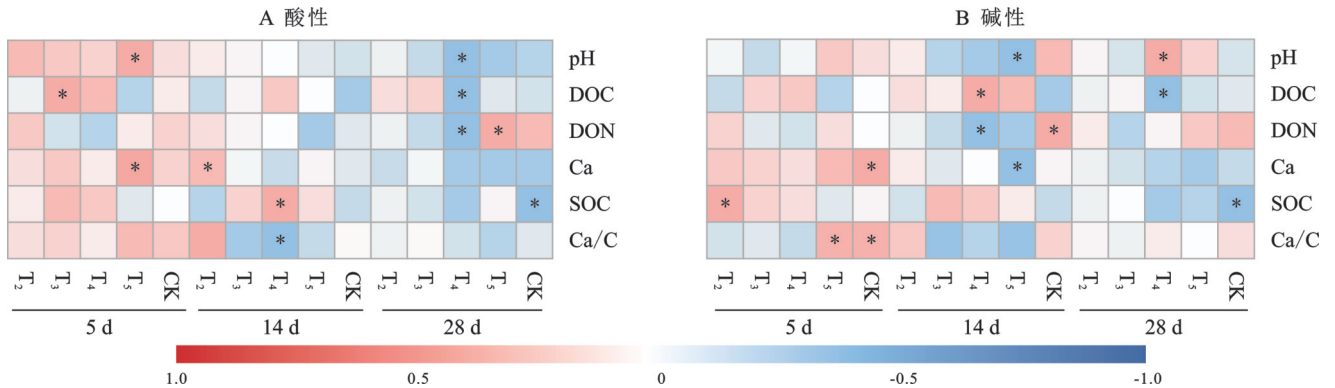 A 酸性
B 碱性
* * pH
* * pH
* * DOC
* * DOC
* * DON
* * DON
* * Ca
* * Ca
* * SOC
* * SOC
* Ca/C
* * Ca/C
T₂ T₃ T₄ T₅ CK T₂ T₃ T₄ T₅ CK T₂ T₃ T₄ T₅ CK
T₂ T₃ T₄ T₅ CK T₂ T₃ T₄ T₅ CK T₂ T₃ T₄ T₅ CK
5 d 14 d 28 d
5 d 14 d 28 d
1.0 0.5 0 -0.5 -1.0